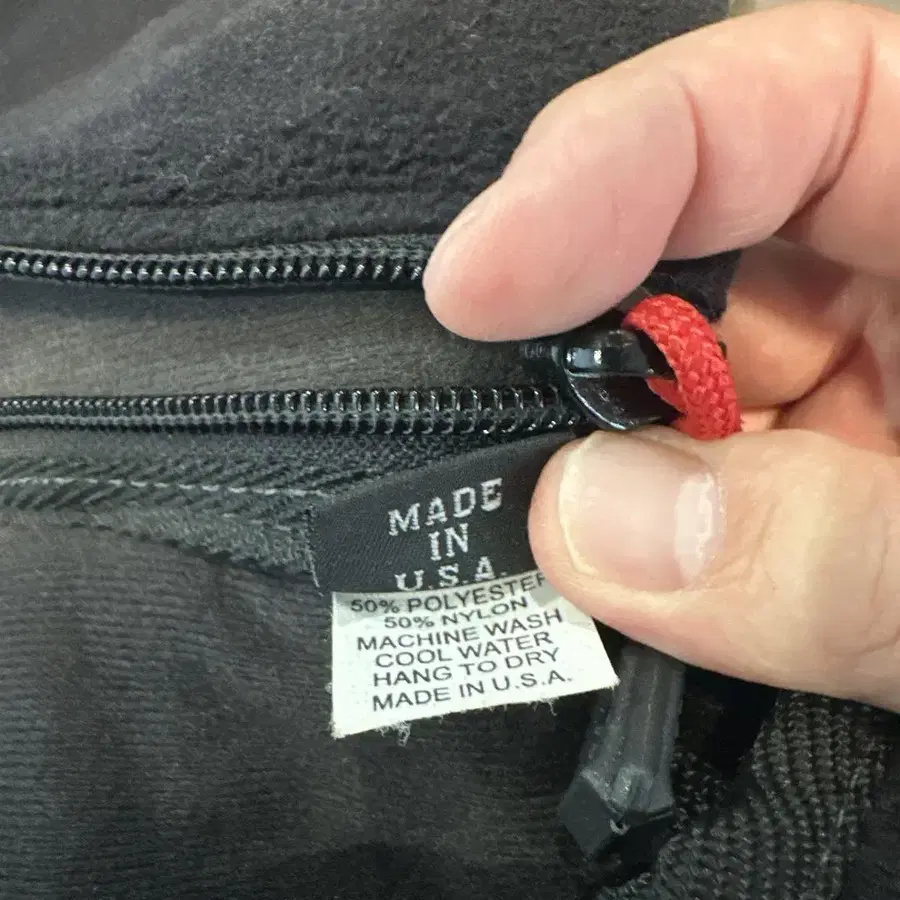 MADE
IN
U.S.A.
50% POLYESTER
50% NYLON
MACHINE WASH
COOL WATER
HANG TO DRY
MADE IN U.S.A.